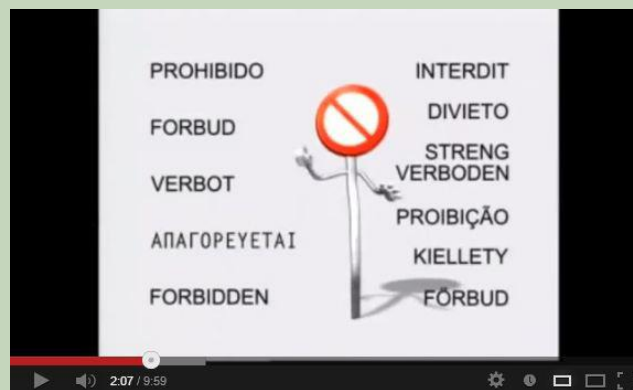 PROHIBIDO
FORBUD
VERBOT
ΑΠΑΓΟΡΕΥΕΤΑΙ
FORBIDDEN
INTERDIT
DIVIETO
STRENG
VERBODEN
PROIBIÇÃO
KIELLETY
FÖRBUD
2:07 / 9:59